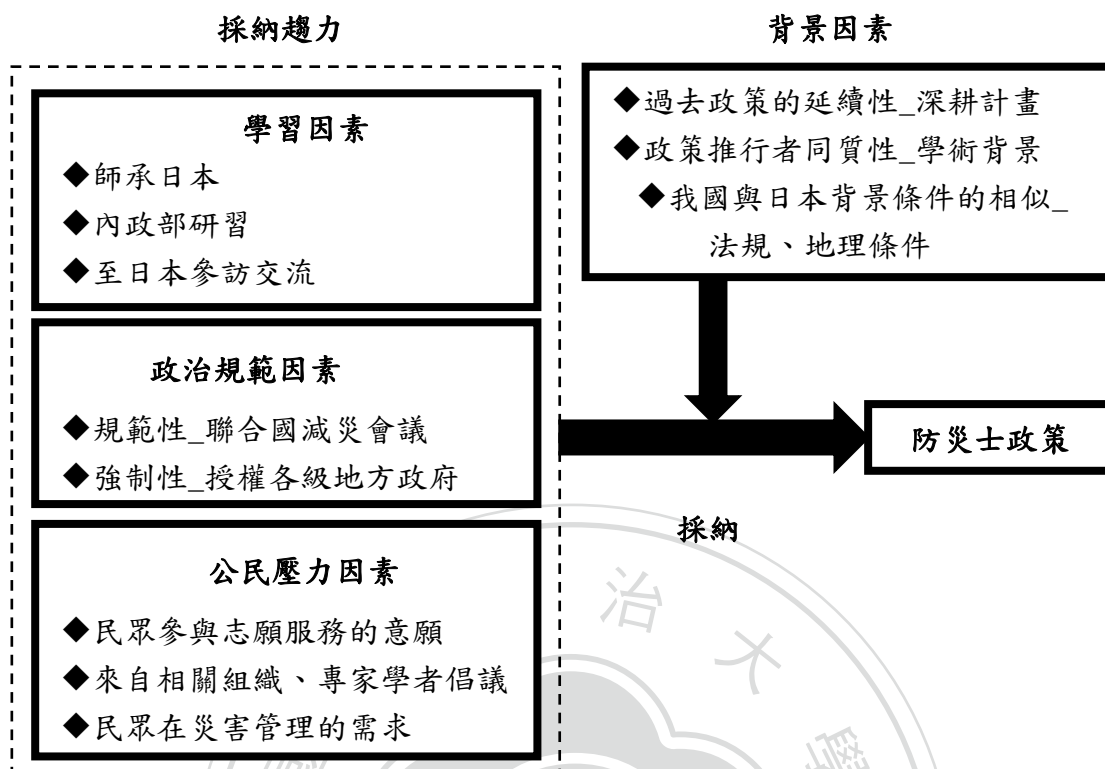 採納趨力
學習因素
◆師承日本
◆內政部研習
◆至日本參訪交流
政治規範因素
◆規範性_聯合國減災會議
◆強制性_授權各級地方政府
公民壓力因素
◆民眾參與志願服務的意願
◆來自相關組織、專家學者倡議
◆民眾在災害管理的需求
背景因素
◆過去政策的延續性_深耕計畫
◆政策推行者同質性_學術背景
◆我國與日本背景條件的相似_
法規、地理條件
防災士政策
採納
治
大
學